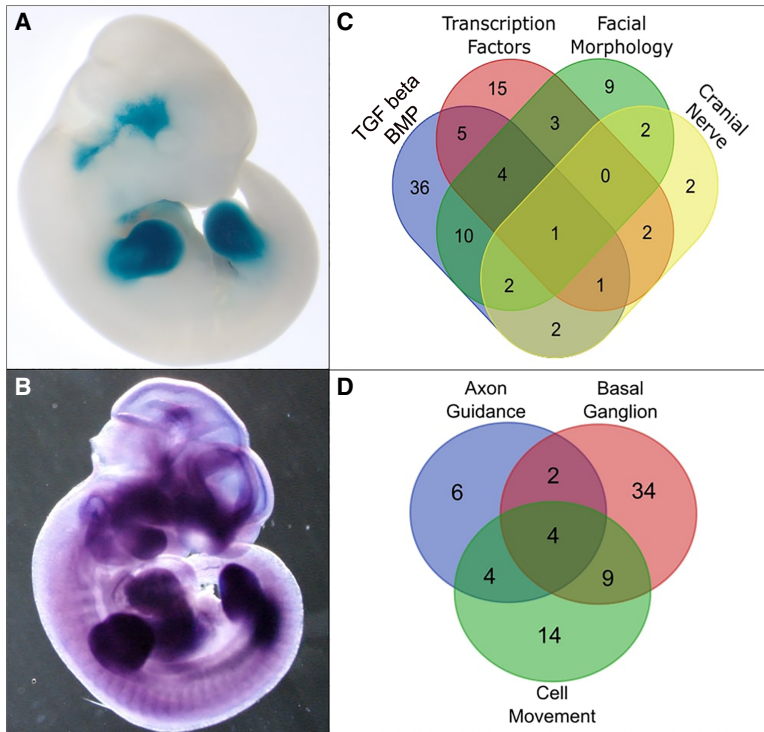 A
C
Transcription
Factors
Facial
Morphology
TGF beta
BMP
Cranial
Nerve
15
9
5
3
2
36
4
0
2
10
1
2
2
1
2
B
D
Axon
Guidance
Basal
Ganglion
6
2
34
4
4
9
14
Cell
Movement